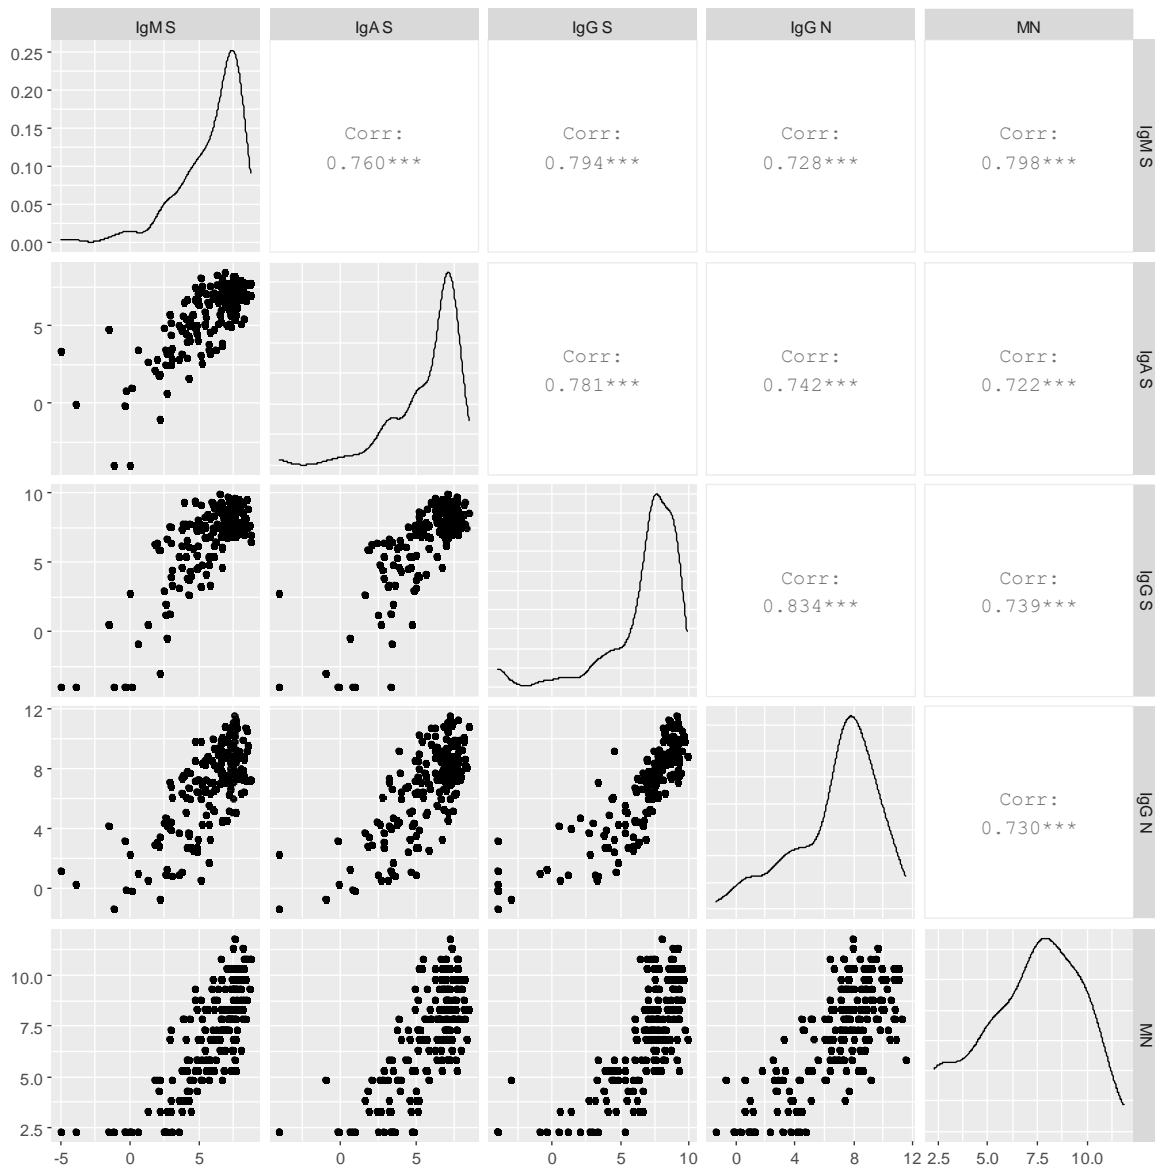 IgM S IgA S IgG S IgG N MN
0.25
0.20
0.15
0.10
0.05
0.00
Corr: Corr: Corr: Corr:
0.760*** 0.794*** 0.728*** 0.798***
IgM S
5
0
Corr: Corr: Corr:
0.781*** 0.742*** 0.722***
IgA S
10
5
0
Corr: Corr:
0.834*** 0.739***
IgG S
12
8
4
0
Corr:
0.730***
IgG N
10.0
7.5
5.0
2.5
MN
-5 0 5 0 5 0 5 10 0 4 8 12 2.5 5.0 7.5 10.0